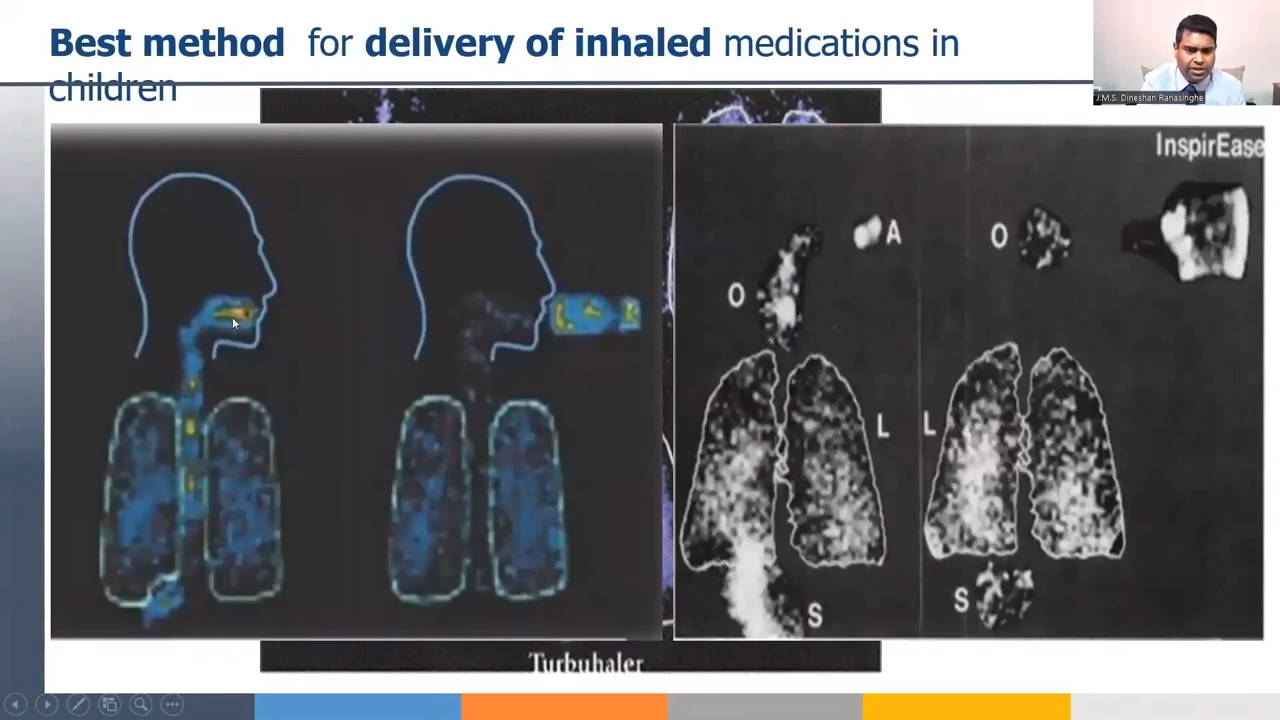 Best method for delivery of inhaled medications in
children
J.M.S. Dineshan Ranasinghe
InspirEase
A
O
O
L
L
S
S
Turbuhaler